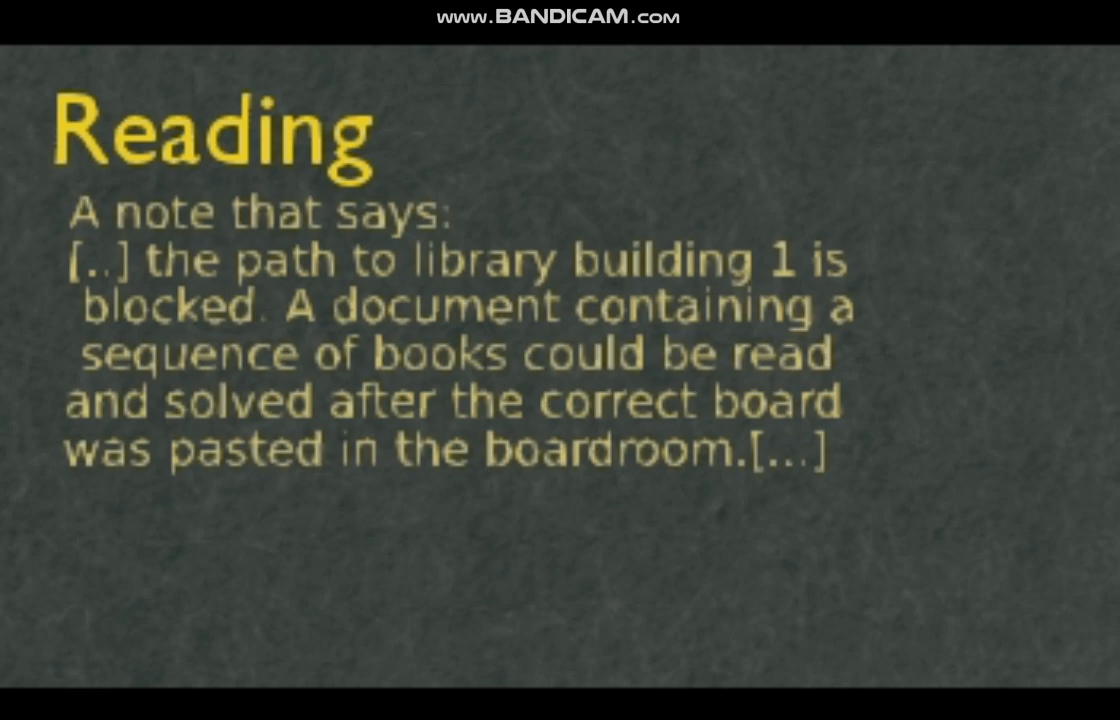 www.BANDICAM.com
Reading
A note that says:
[..] the path to library building 1 is
blocked. A document containing a
sequence of books could be read
and solved after the correct board
was pasted in the boardroom.[...]